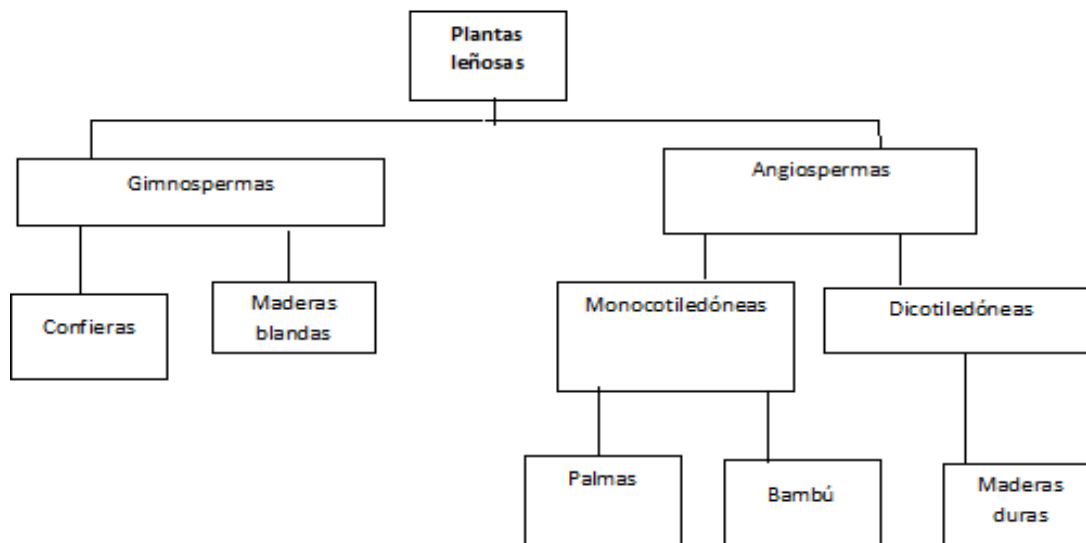 Plantas
leñosas
Gimnospermas
Angiospermas
Confieras
Maderas
blandas
Monocotiledóneas
Dicotiledóneas
Palmas
Bambú
Maderas
duras